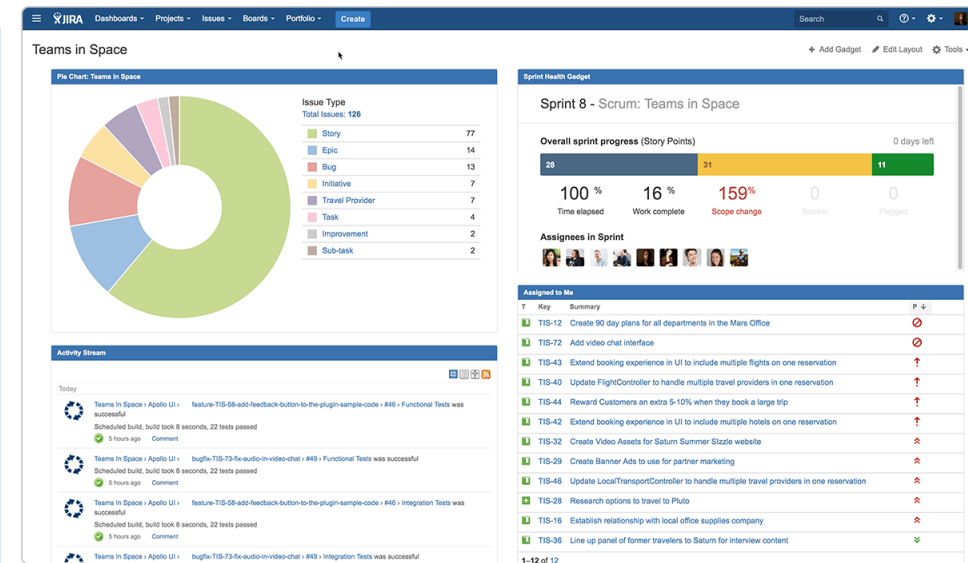 JIRA Dashboards Projects Issues Boards Portfolio Create Search
Teams in Space
Add Gadget Edit Layout Tools
Pie Chart: Teams in Space
Issue Type
Total Issues: 126
Story 77
Epic 14
Bug 13
Initiative 7
Travel Provider 7
Task 4
Improvement 2
Sub-task 2
Sprint Health Gadget
Sprint 8 - Scrum: Teams in Space
Overall sprint progress (Story Points) 0 days left
28 31 11
100 % 16 % 159% 0 0
Time elapsed Work complete Scope change Blocker Flagged
Assignees in Sprint
Activity Stream
Today
Teams In Space › Apollo UI › feature-TIS-58-add-feedback-button-to-the-plugin-sample-code › #46 › Functional Tests was
successful
Scheduled build, build took 8 seconds, 22 tests passed
5 hours ago Comment
Teams In Space › Apollo UI › bugfix-TIS-73-fix-audio-in-video-chat › #49 › Functional Tests was successful
Scheduled build, build took 8 seconds, 22 tests passed
5 hours ago Comment
Teams In Space › Apollo UI › feature-TIS-58-add-feedback-button-to-the-plugin-sample-code › #46 › Integration Tests was
successful
Scheduled build, build took 8 seconds, 22 tests passed
5 hours ago Comment
Teams In Space › Apollo UI › bugfix-TIS-73-fix-audio-in-video-chat › #49 › Integration Tests was successful
Assigned to Me
T Key Summary P
TIS-12 Create 90 day plans for all departments in the Mars Office
TIS-72 Add video chat interface
TIS-43 Extend booking experience in UI to include multiple flights on one reservation
TIS-40 Update FlightController to handle multiple travel providers in one reservation
TIS-44 Reward Customers an extra 5-10% when they book a large trip
TIS-42 Extend booking experience in UI to include multiple hotels on one reservation
TIS-32 Create Video Assets for Saturn Summer SIzzle website
TIS-29 Create Banner Ads to use for partner marketing
TIS-46 Update LocalTransportController to handle multiple travel providers in one reservation
TIS-28 Research options to travel to Pluto
TIS-16 Establish relationship with local office supplies company
TIS-36 Line up panel of former travelers to Saturn for interview content
1–12 of 12